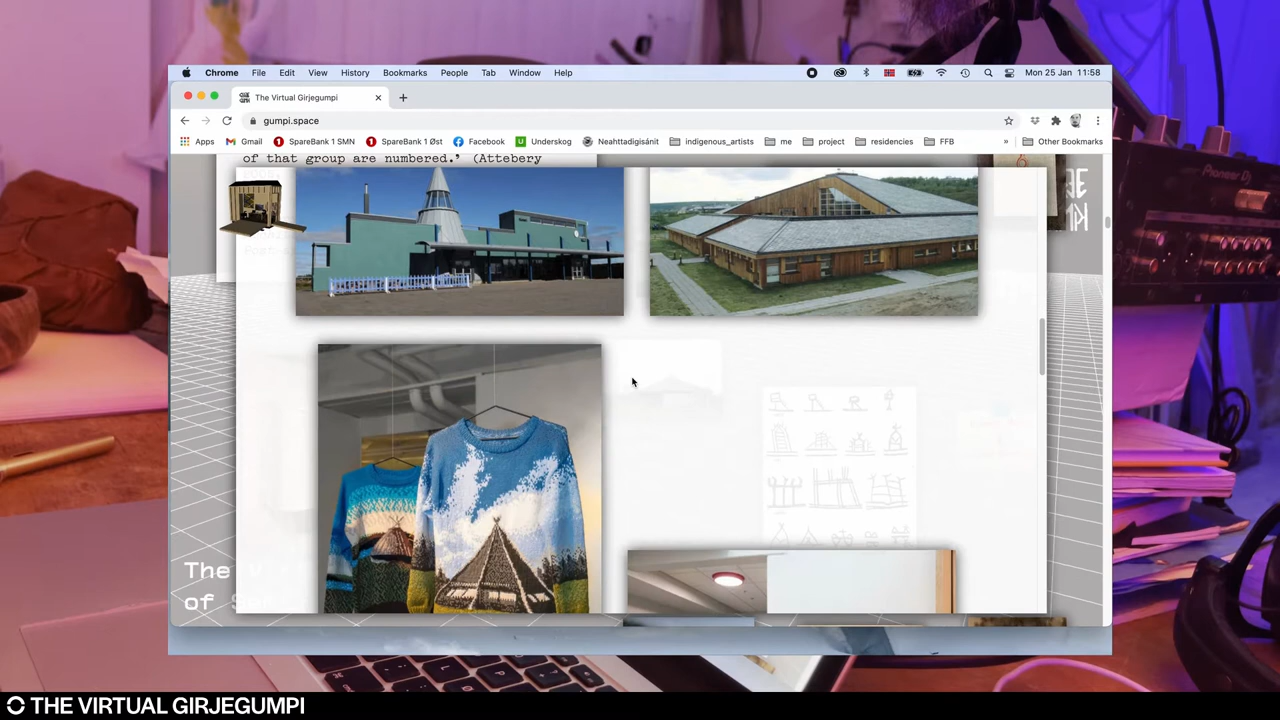 Chrome File Edit View History Bookmarks People Tab Window Help Mon 25 Jan 11:58
The Virtual Girjegumpi
gumpi.space
Apps Gmail SpareBank 1 SMN SpareBank 1 Øst Facebook Underskog Neahttadigisánit indigenous_artists me project residencies FFB » Other Bookmarks
of that group are numbered.’ (Attebery
Pioneer Dj
The V
of S
THE VIRTUAL GIRJEGUMPI